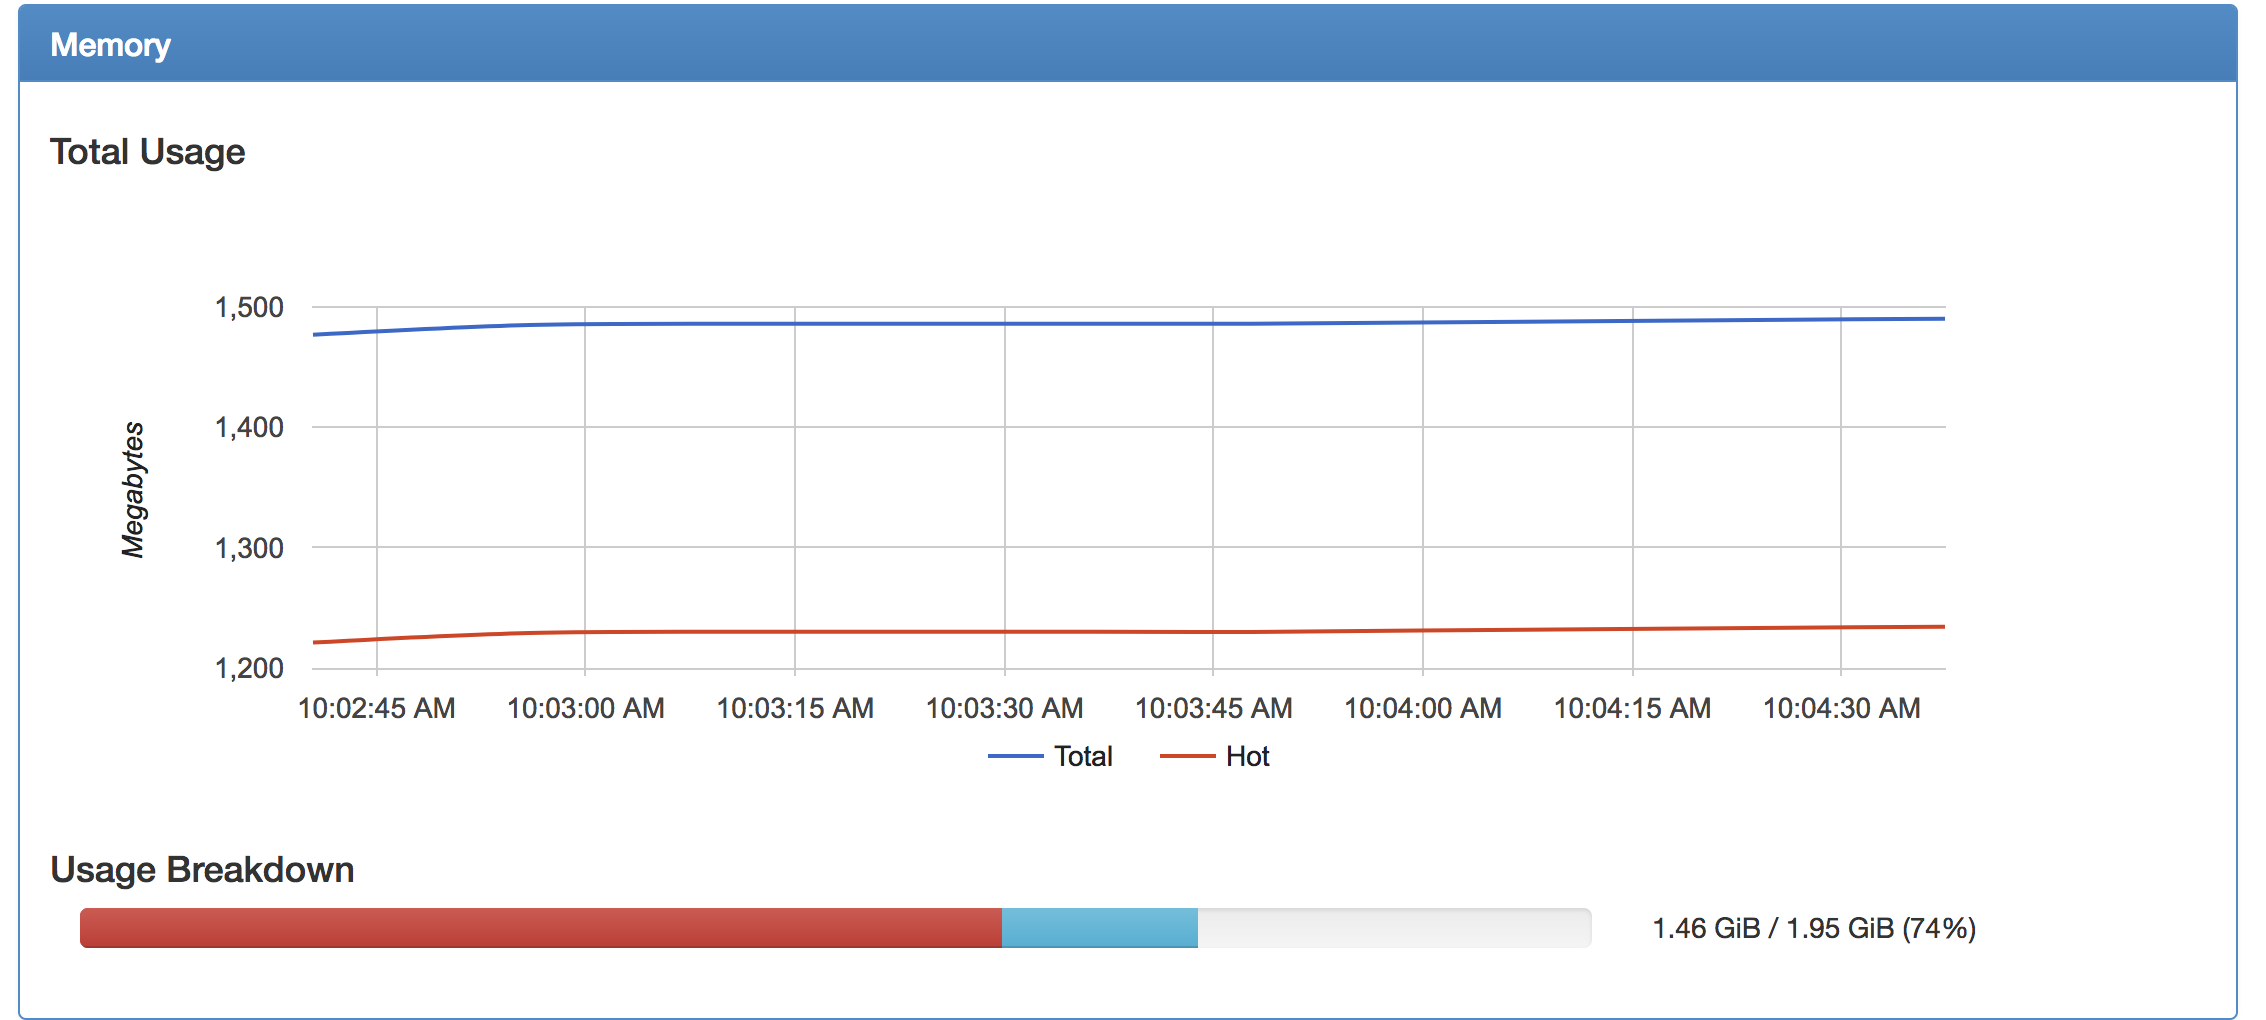 Memory
Total Usage
1,500
1,400
1,300
1,200
Megabytes
10:02:45 AM 10:03:00 AM 10:03:15 AM 10:03:30 AM 10:03:45 AM 10:04:00 AM 10:04:15 AM 10:04:30 AM
Total Hot
Usage Breakdown
1.46 GiB / 1.95 GiB (74%)